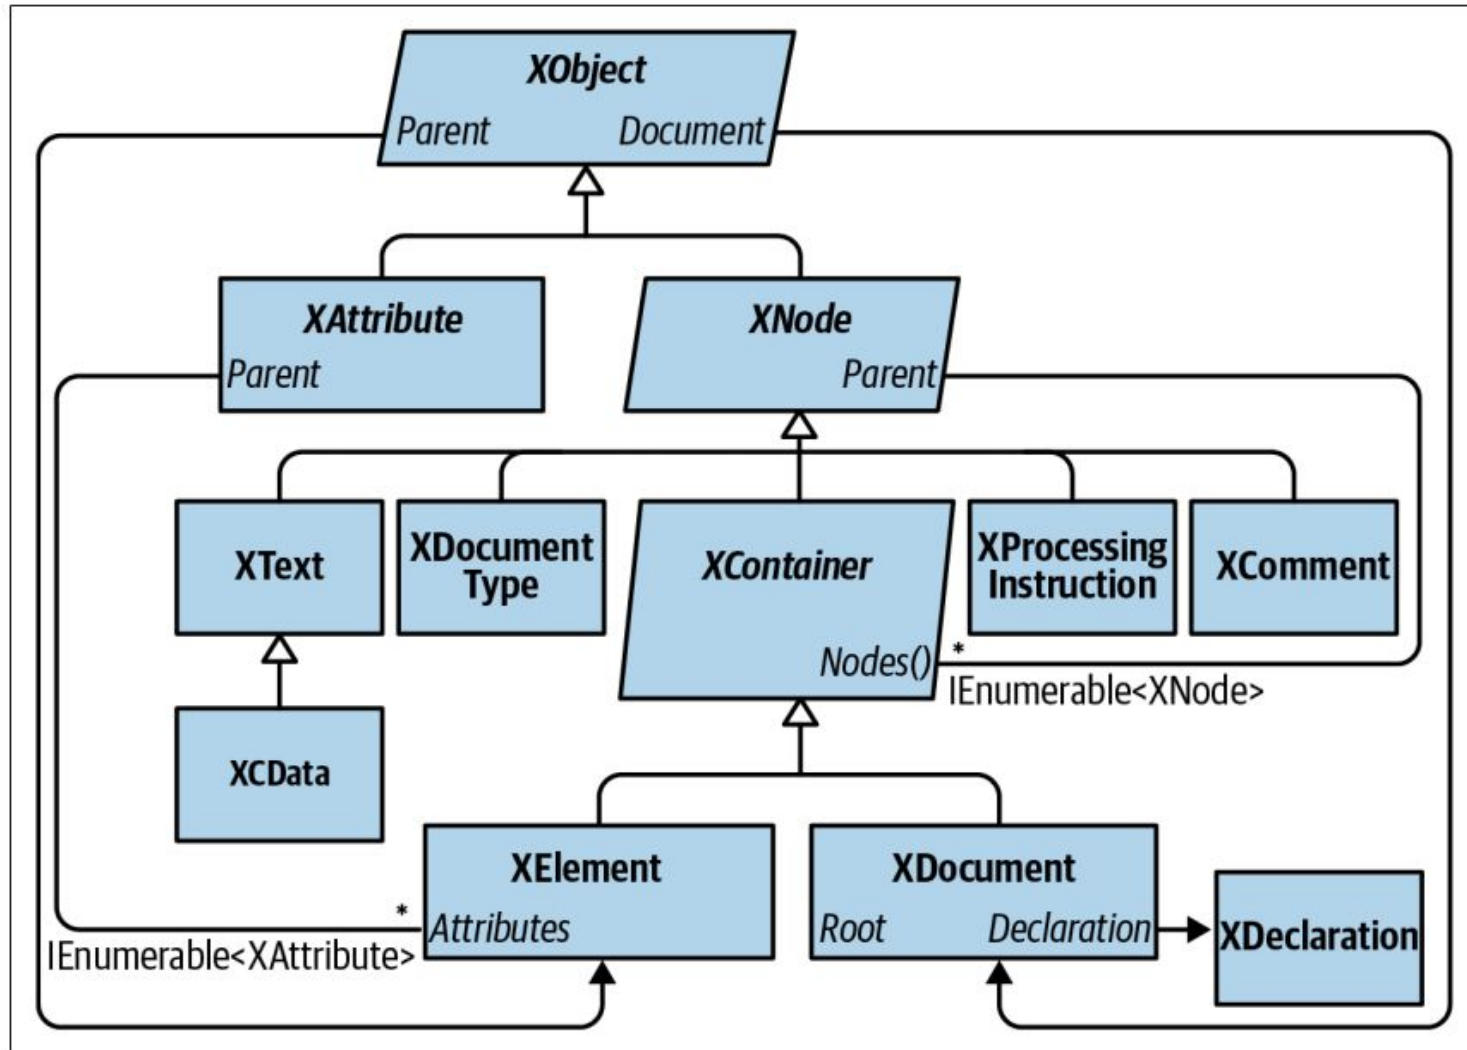 XObject
Parent
Document
XAttribute
Parent
XNode
Parent
XText
XDocument
Type
XContainer
Nodes()
XProcessing
Instruction
XComment
*
IEnumerable<XNode>
XCData
XElement
Attributes
*
IEnumerable<XAttribute>
XDocument
Root
Declaration
XDeclaration